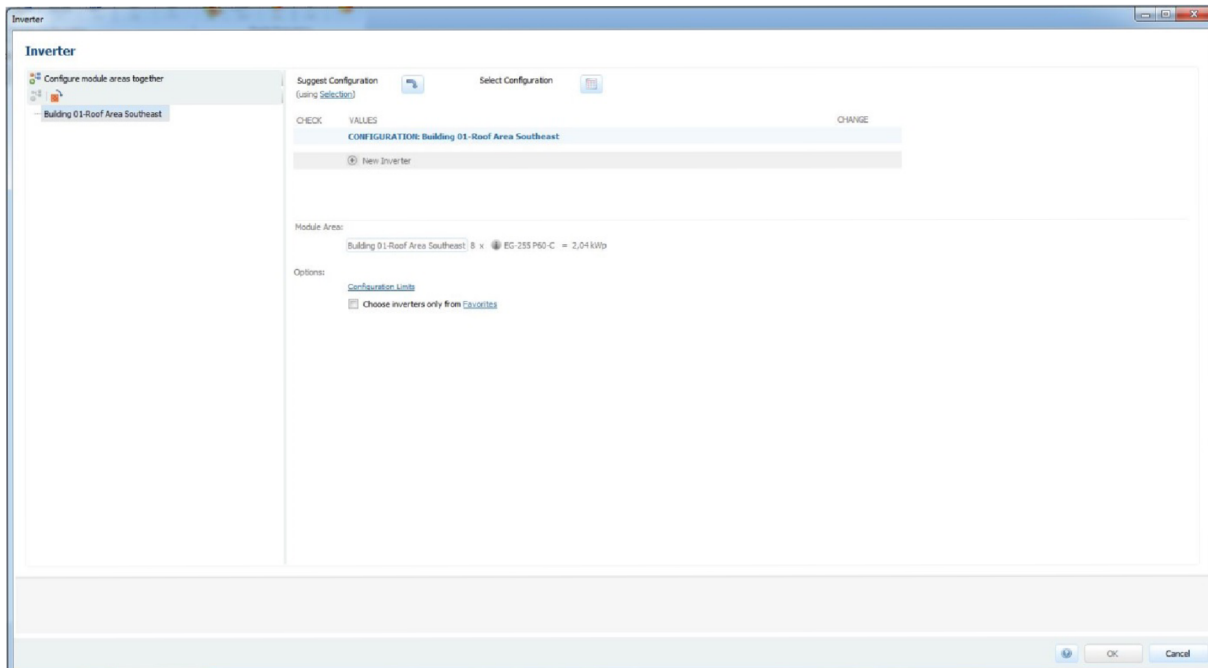 Inverter
Inverter
Configure module areas together
Building 01-Roof Area Southeast
Suggest Configuration
(using Selection)
Select Configuration
CHECK VALUES CHANGE
CONFIGURATION: Building 01-Roof Area Southeast
New Inverter
Module Area:
Building 01-Roof Area Southeast 8 x EG-255 P60-C = 2,04 kWp
Options:
Configuration Limits
Choose inverters only from Favorites
OK Cancel